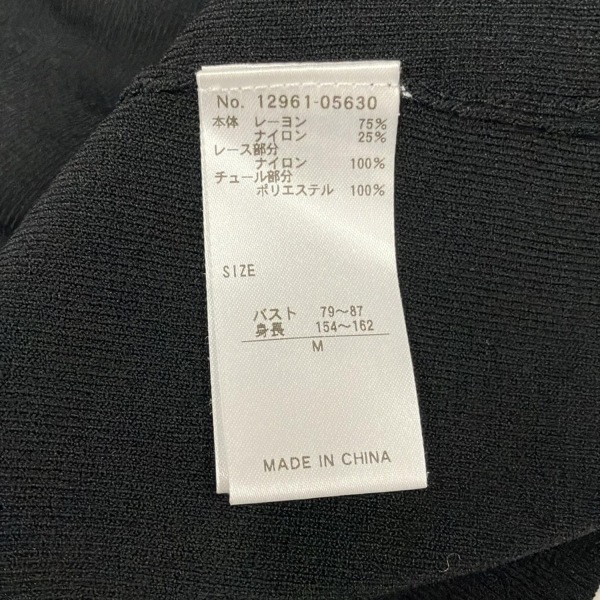 No. 12961-05630
本体 レーヨン 75%
ナイロン 25%
レース部分
ナイロン 100%
チュール部分
ポリエステル 100%
SIZE
バスト 79～87
身長 154～162
M
MADE IN CHINA